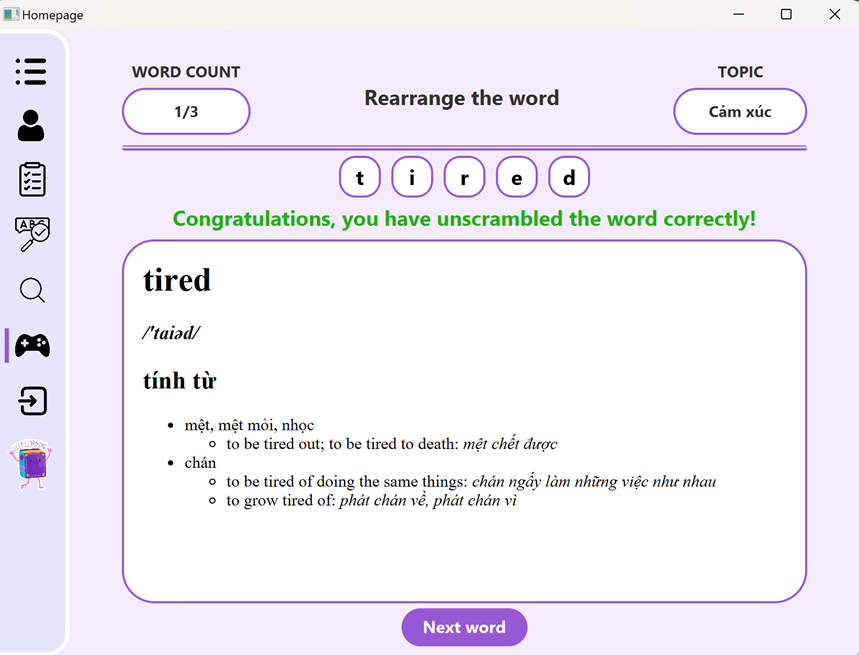 Homepage
WORD COUNT
TOPIC
1/3
Rearrange the word
Cảm xúc
t i r e d
Congratulations, you have unscrambled the word correctly!
tired
/'taiəd/
tính từ
mệt, mệt mỏi, nhọc
to be tired out; to be tired to death: mệt chết được
chán
to be tired of doing the same things: chán ngấy làm những việc như nhau
to grow tired of: phát chán về, phát chán vì
Next word